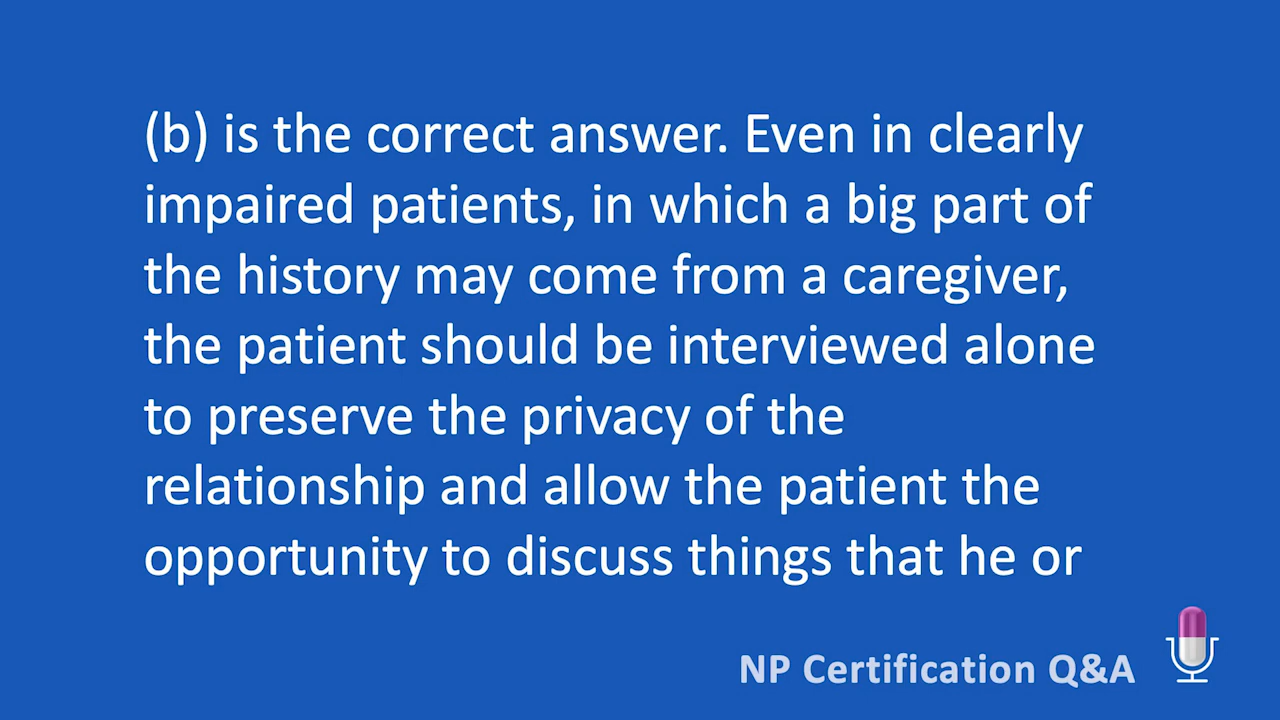 (b) is the correct answer. Even in clearly
impaired patients, in which a big part of
the history may come from a caregiver,
the patient should be interviewed alone
to preserve the privacy of the
relationship and allow the patient the
opportunity to discuss things that he or
NP Certification Q&A